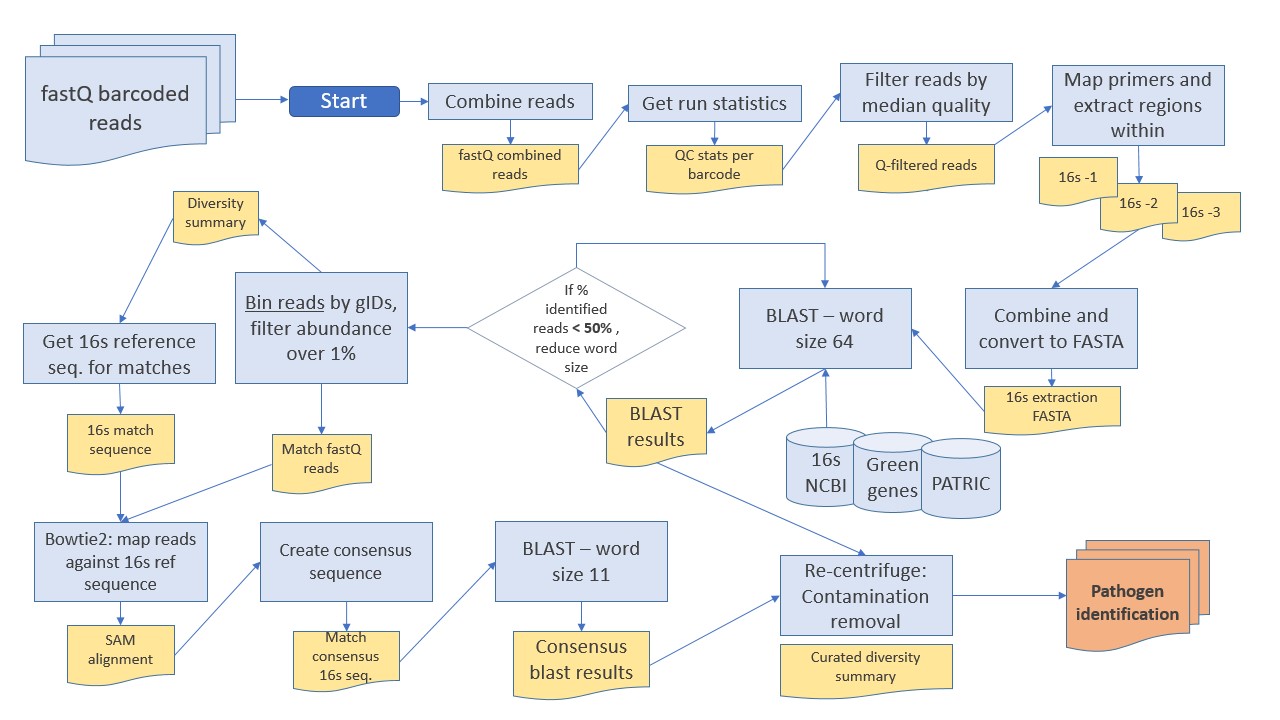 fastQ barcoded
reads
Start
Combine reads
fastQ combined
reads
Get run statistics
QC stats per
barcode
Filter reads by
median quality
Q-filtered reads
Map primers and
extract regions
within
16s -1
16s -2
16s -3
Combine and
convert to FASTA
16s extraction
FASTA
BLAST – word
size 64
16s
NCBI
Green
genes
PATRIC
BLAST
results
If %
identified
reads < 50% ,
reduce word
size
Bin reads by gIDs,
filter abundance
over 1%
Diversity
summary
Match fastQ
reads
Get 16s reference
seq. for matches
16s match
sequence
Bowtie2: map reads
against 16s ref
sequence
SAM
alignment
Create consensus
sequence
Match
consensus
16s seq.
BLAST – word
size 11
Consensus
blast results
Re-centrifuge:
Contamination
removal
Curated diversity
summary
Pathogen
identification